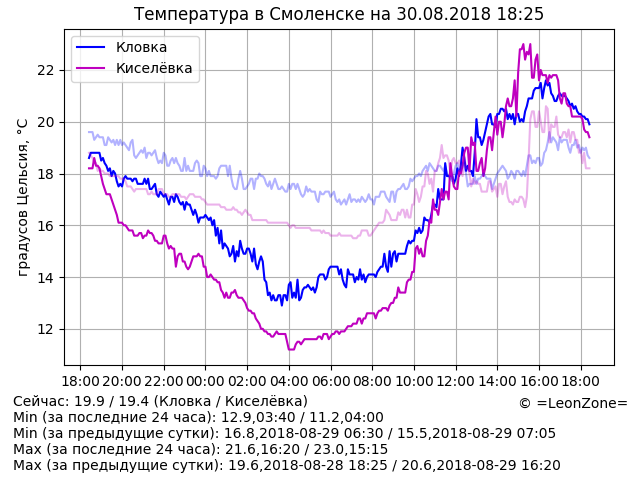 Температура в Смоленске на 30.08.2018 18:25
Кловка
Киселёвка
градусов Цельсия, °C
22
20
18
16
14
12
18:00 20:00 22:00 00:00 02:00 04:00 06:00 08:00 10:00 12:00 14:00 16:00 18:00
Сейчас: 19.9 / 19.4 (Кловка / Киселёвка)
© =LeonZone=
Min (за последние 24 часа): 12.9,03:40 / 11.2,04:00
Min (за предыдущие сутки): 16.8,2018-08-29 06:30 / 15.5,2018-08-29 07:05
Max (за последние 24 часа): 21.6,16:20 / 23.0,15:15
Max (за предыдущие сутки): 19.6,2018-08-28 18:25 / 20.6,2018-08-29 16:20